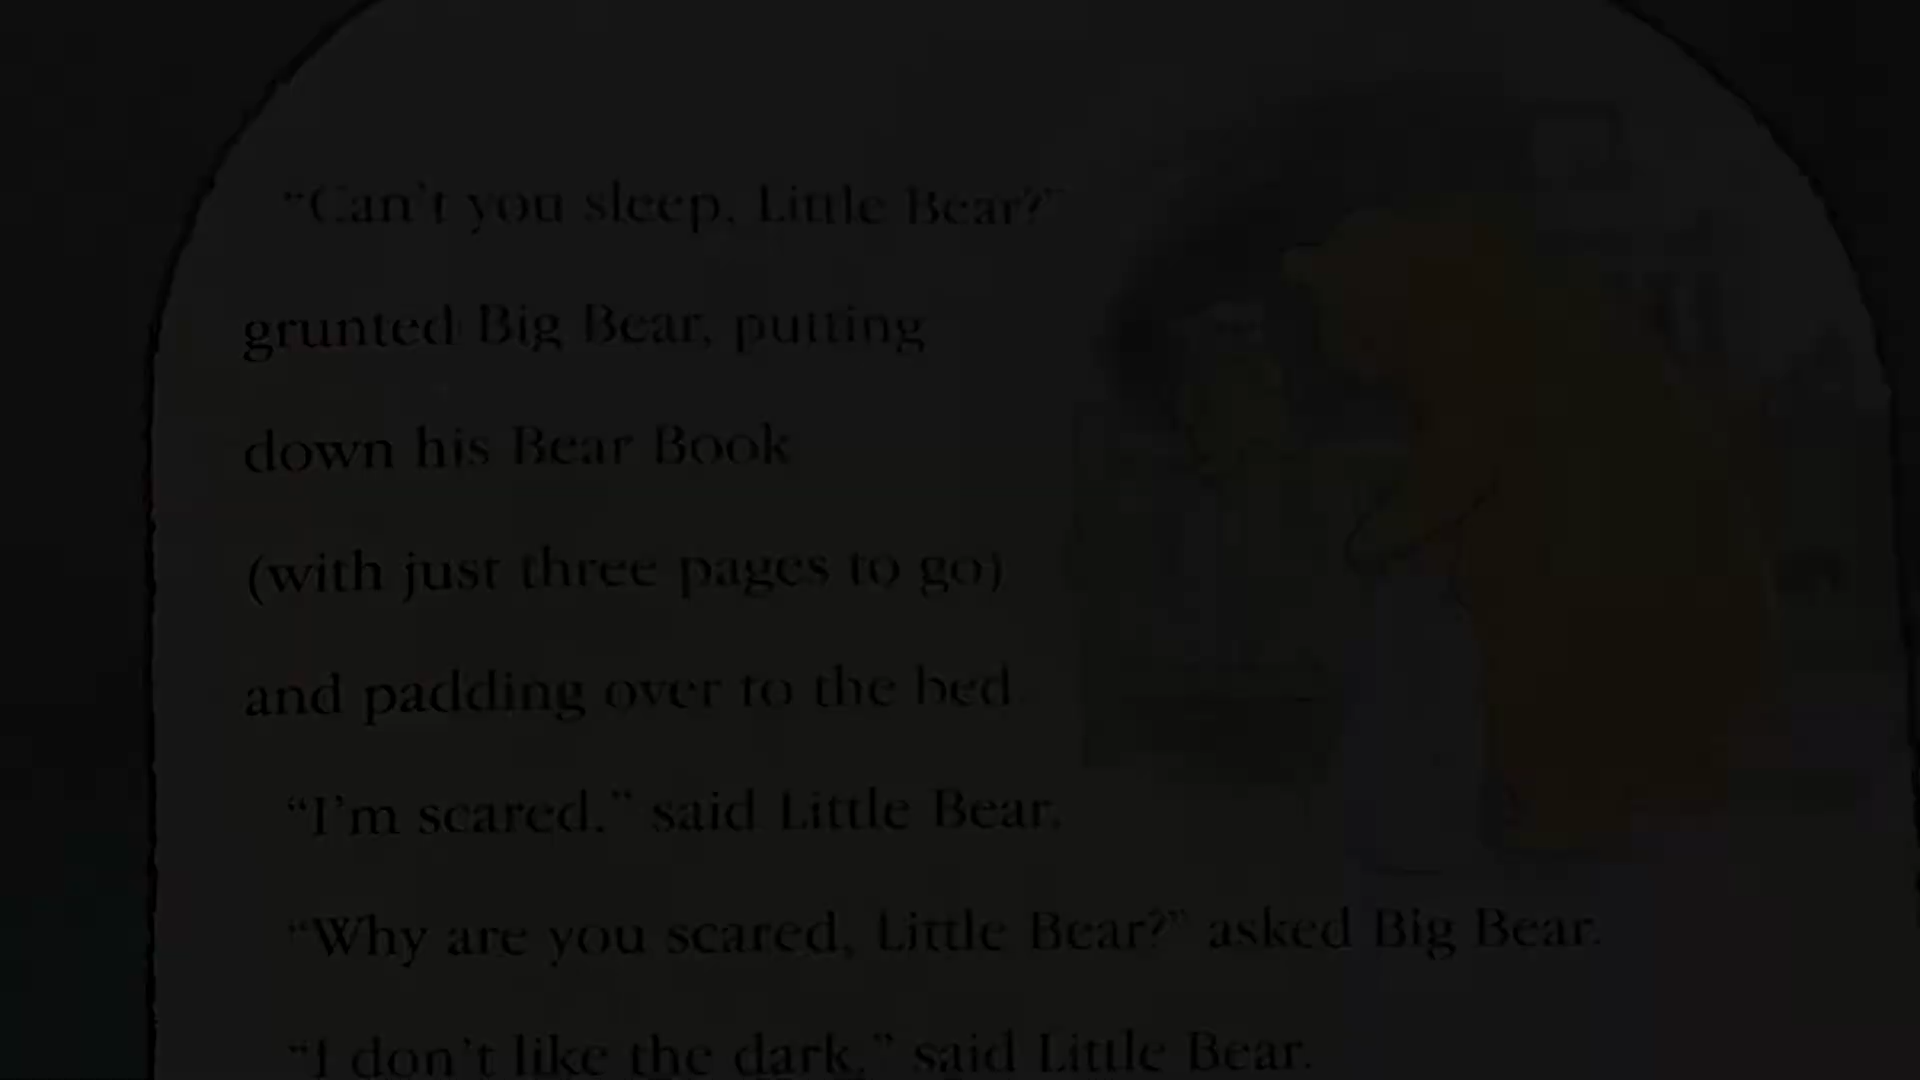 “Can’t you sleep, Little Bear?”
grunted Big Bear, putting
down his Bear Book
(with just three pages to go)
and padding over to the bed.
“I’m scared,” said Little Bear.
“Why are you scared, Little Bear?” asked Big Bear.
“I don’t like the dark,” said Little Bear.